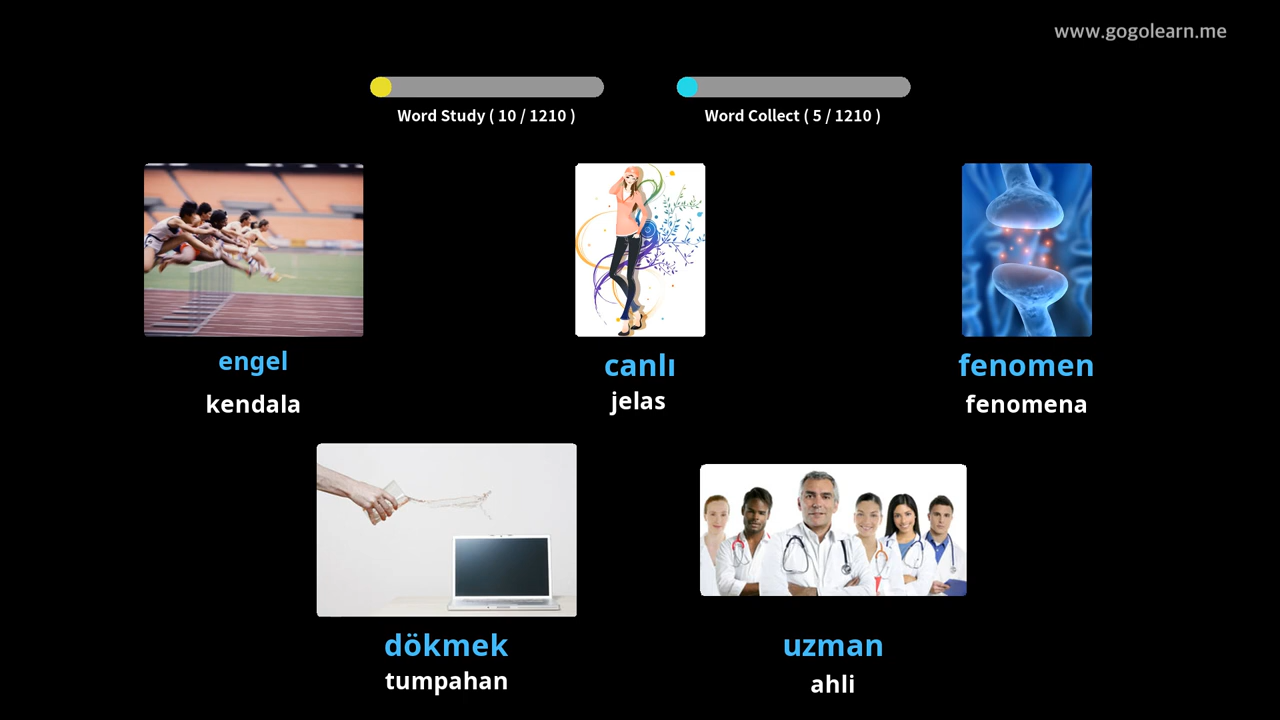 www.gogolearn.me
Word Study ( 10 / 1210 )
Word Collect ( 5 / 1210 )
engel
kendala
canlı
jelas
fenomen
fenomena
dökmek
tumpahan
uzman
ahli